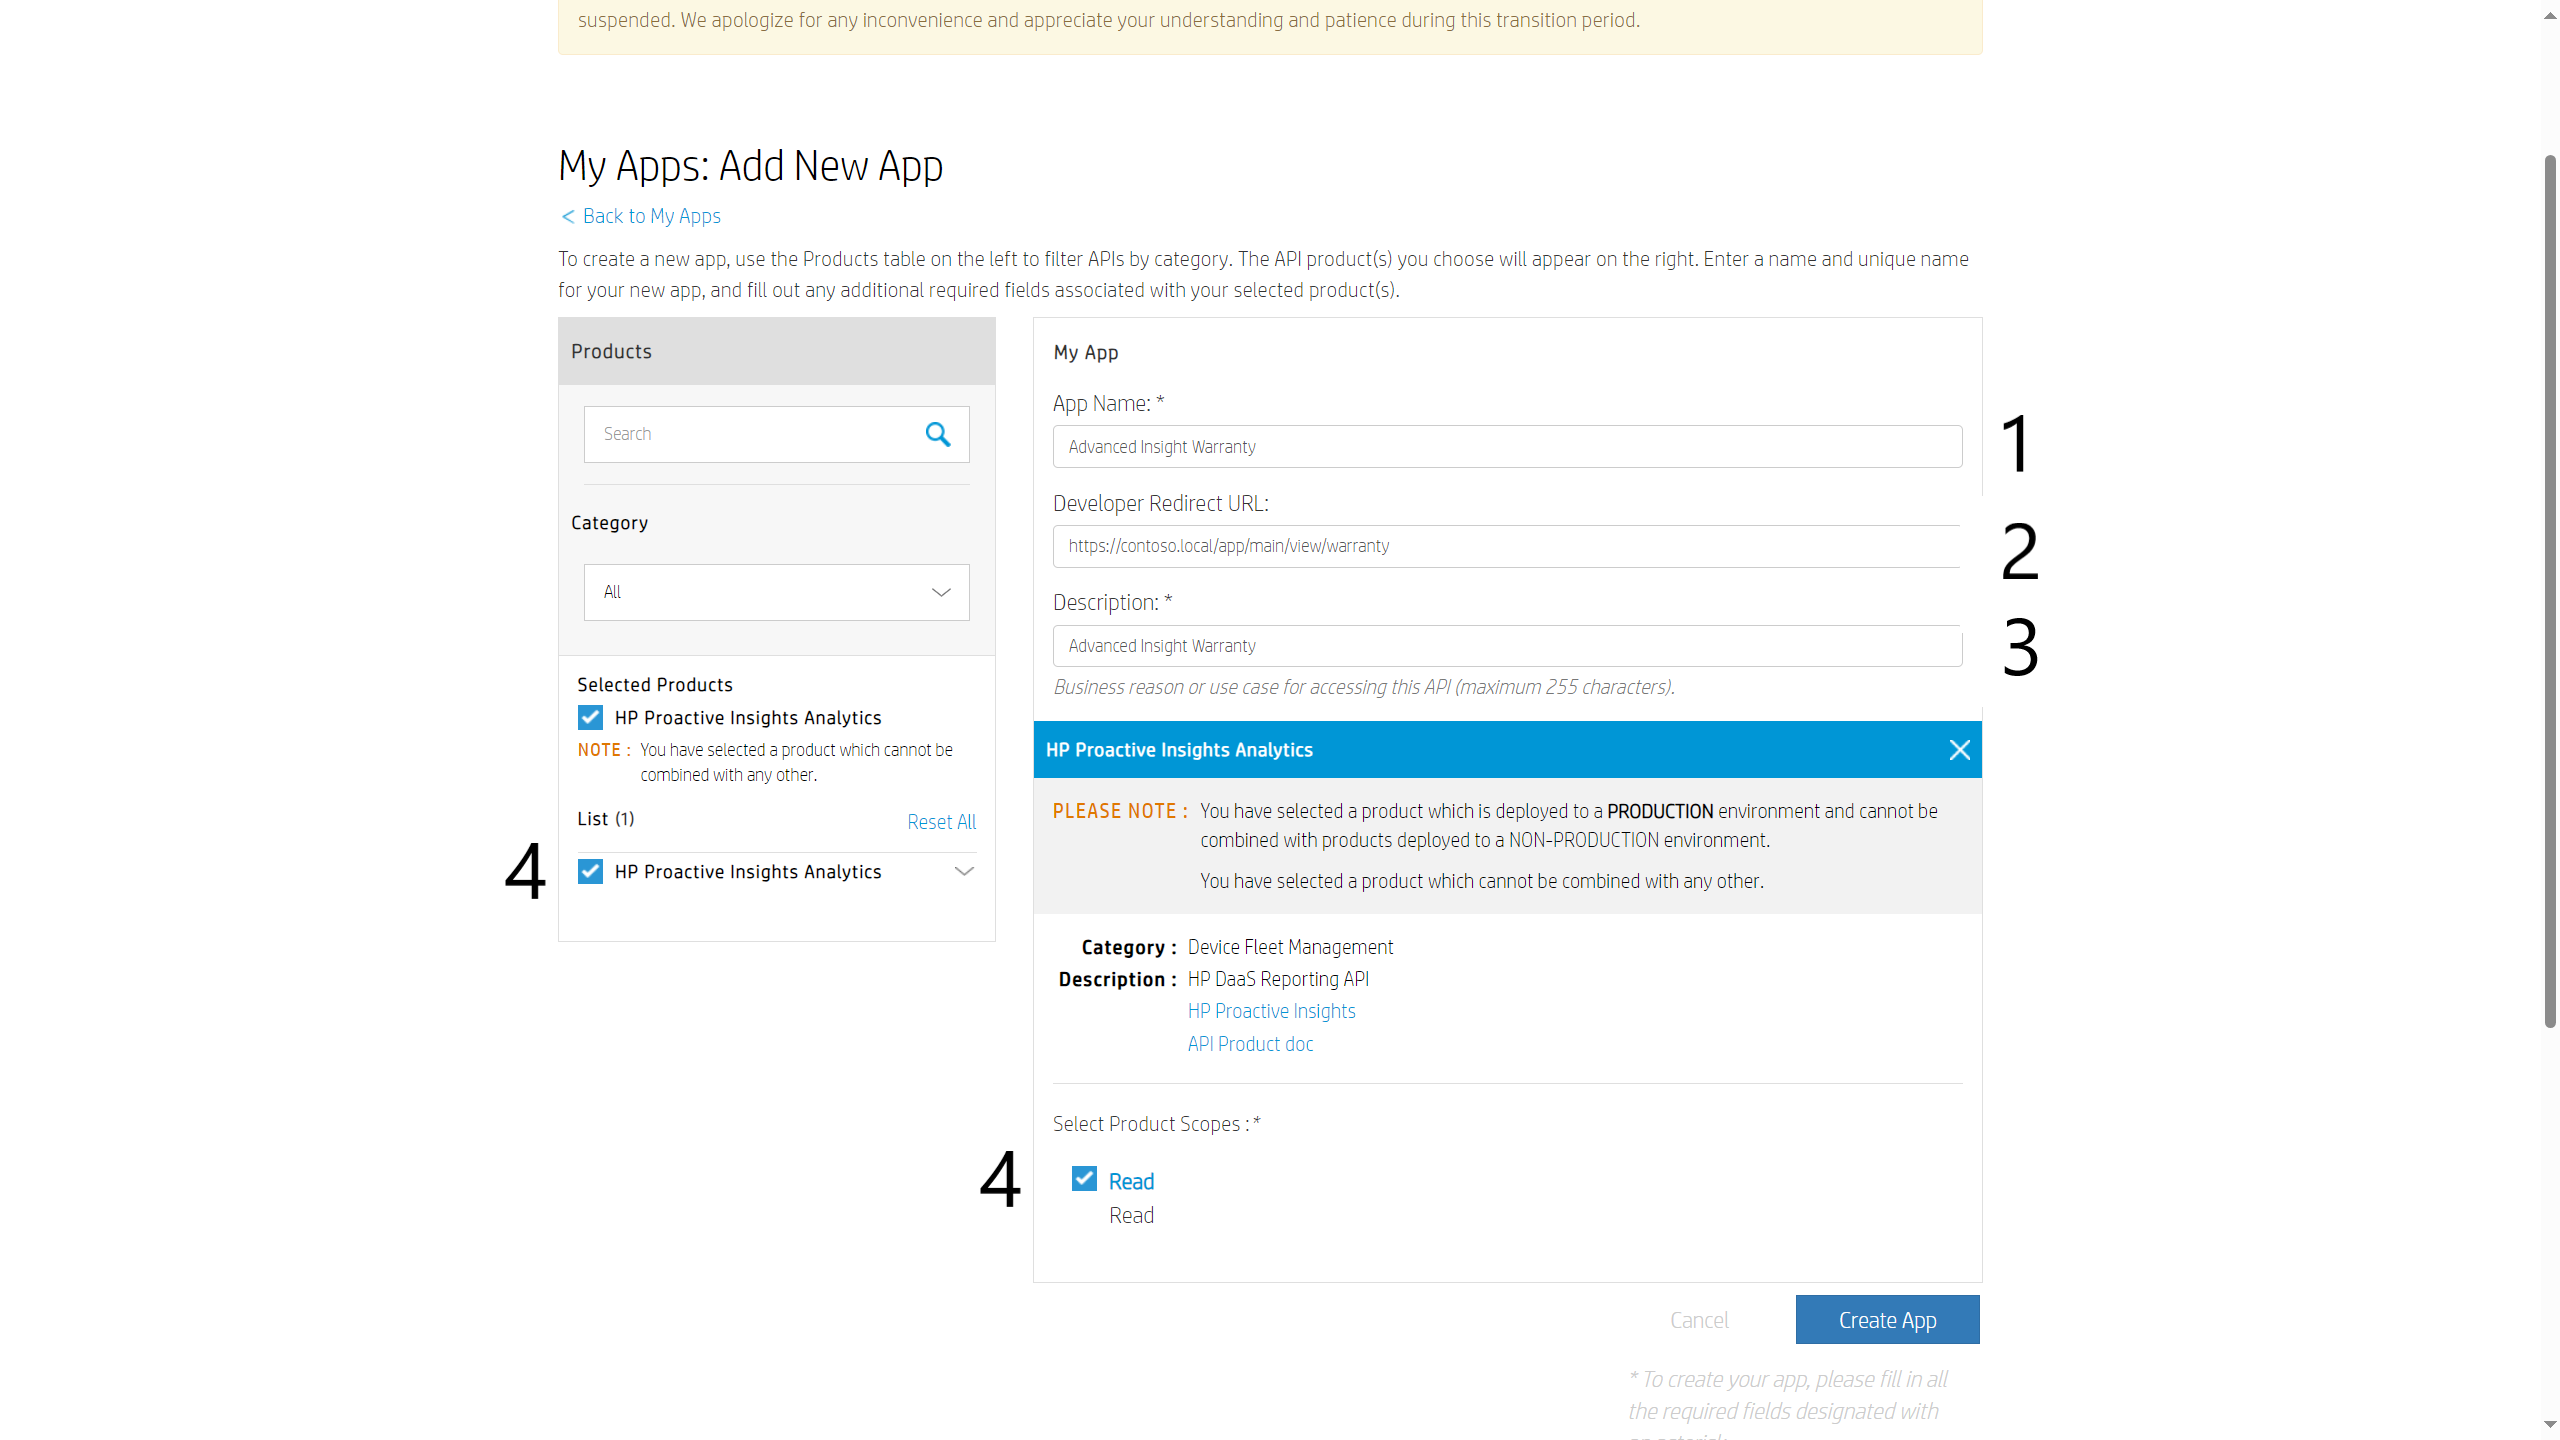 suspended. We apologize for any inconvenience and appreciate your understanding and patience during this transition period.
My Apps: Add New App
< Back to My Apps
To create a new app, use the Products table on the left to filter APIs by category. The API product(s) you choose will appear on the right. Enter a name and unique name
for your new app, and fill out any additional required fields associated with your selected product(s).
Products
Search
Category
All
Selected Products
HP Proactive Insights Analytics
NOTE : You have selected a product which cannot be
combined with any other.
List (1) Reset All
4
HP Proactive Insights Analytics
My App
App Name: *
Advanced Insight Warranty
1
Developer Redirect URL:
https://contoso.local/app/main/view/warranty
2
Description: *
Advanced Insight Warranty
3
Business reason or use case for accessing this API (maximum 255 characters).
HP Proactive Insights Analytics
PLEASE NOTE : You have selected a product which is deployed to a PRODUCTION environment and cannot be
combined with products deployed to a NON-PRODUCTION environment.
You have selected a product which cannot be combined with any other.
Category : Device Fleet Management
Description : HP DaaS Reporting API
HP Proactive Insights
API Product doc
Select Product Scopes : *
4
Read
Read
Cancel Create App
* To create your app, please fill in all
the required fields designated with